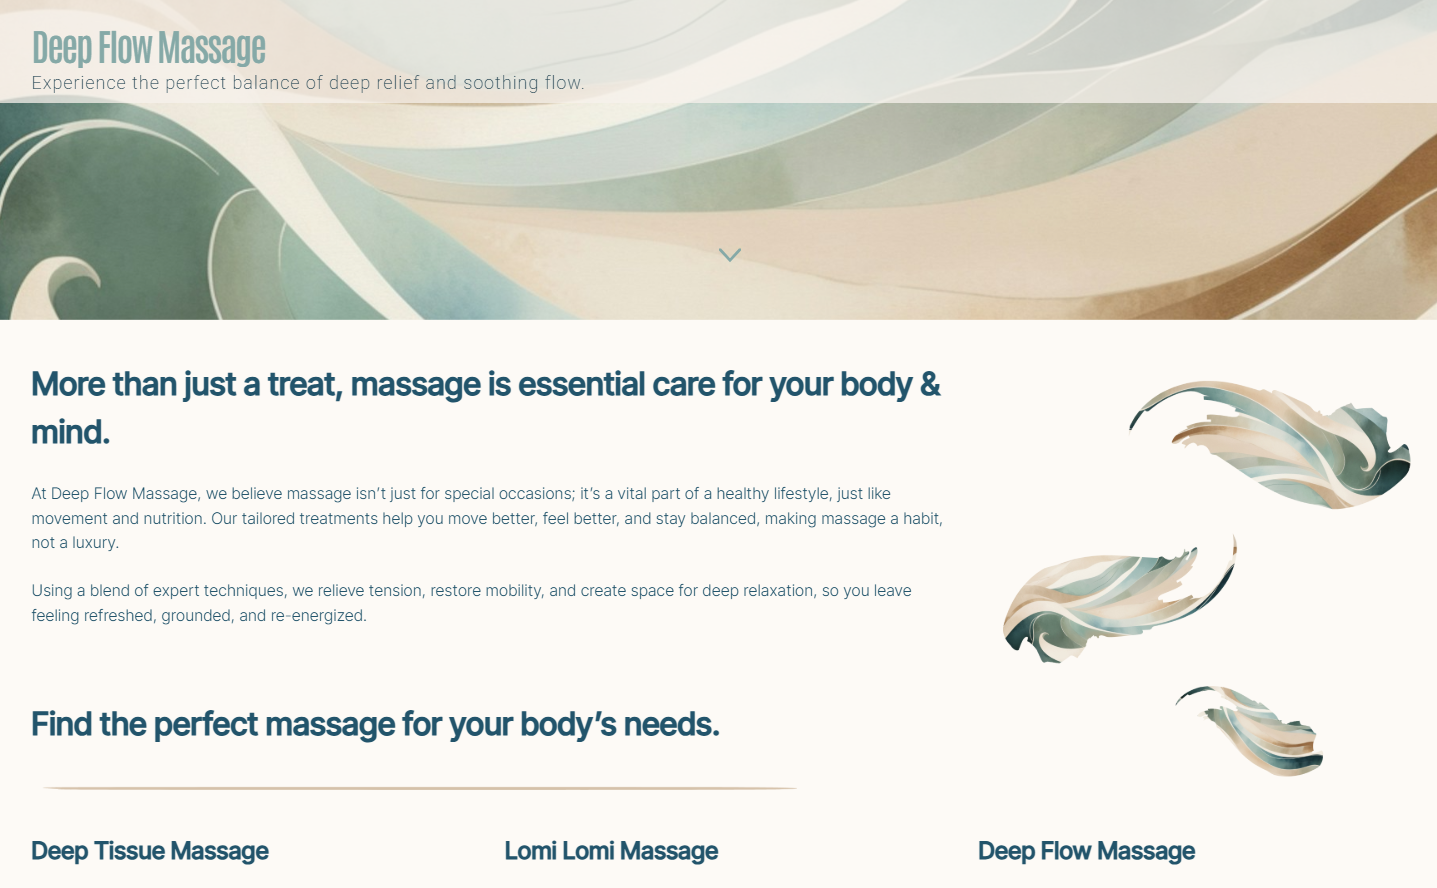 Deep Flow Massage
Experience the perfect balance of deep relief and soothing flow.
More than just a treat, massage is essential care for your body &
mind.
At Deep Flow Massage, we believe massage isn’t just for special occasions; it’s a vital part of a healthy lifestyle, just like
movement and nutrition. Our tailored treatments help you move better, feel better, and stay balanced, making massage a habit,
not a luxury.
Using a blend of expert techniques, we relieve tension, restore mobility, and create space for deep relaxation, so you leave
feeling refreshed, grounded, and re-energized.
Find the perfect massage for your body’s needs.
Deep Tissue Massage
Lomi Lomi Massage
Deep Flow Massage